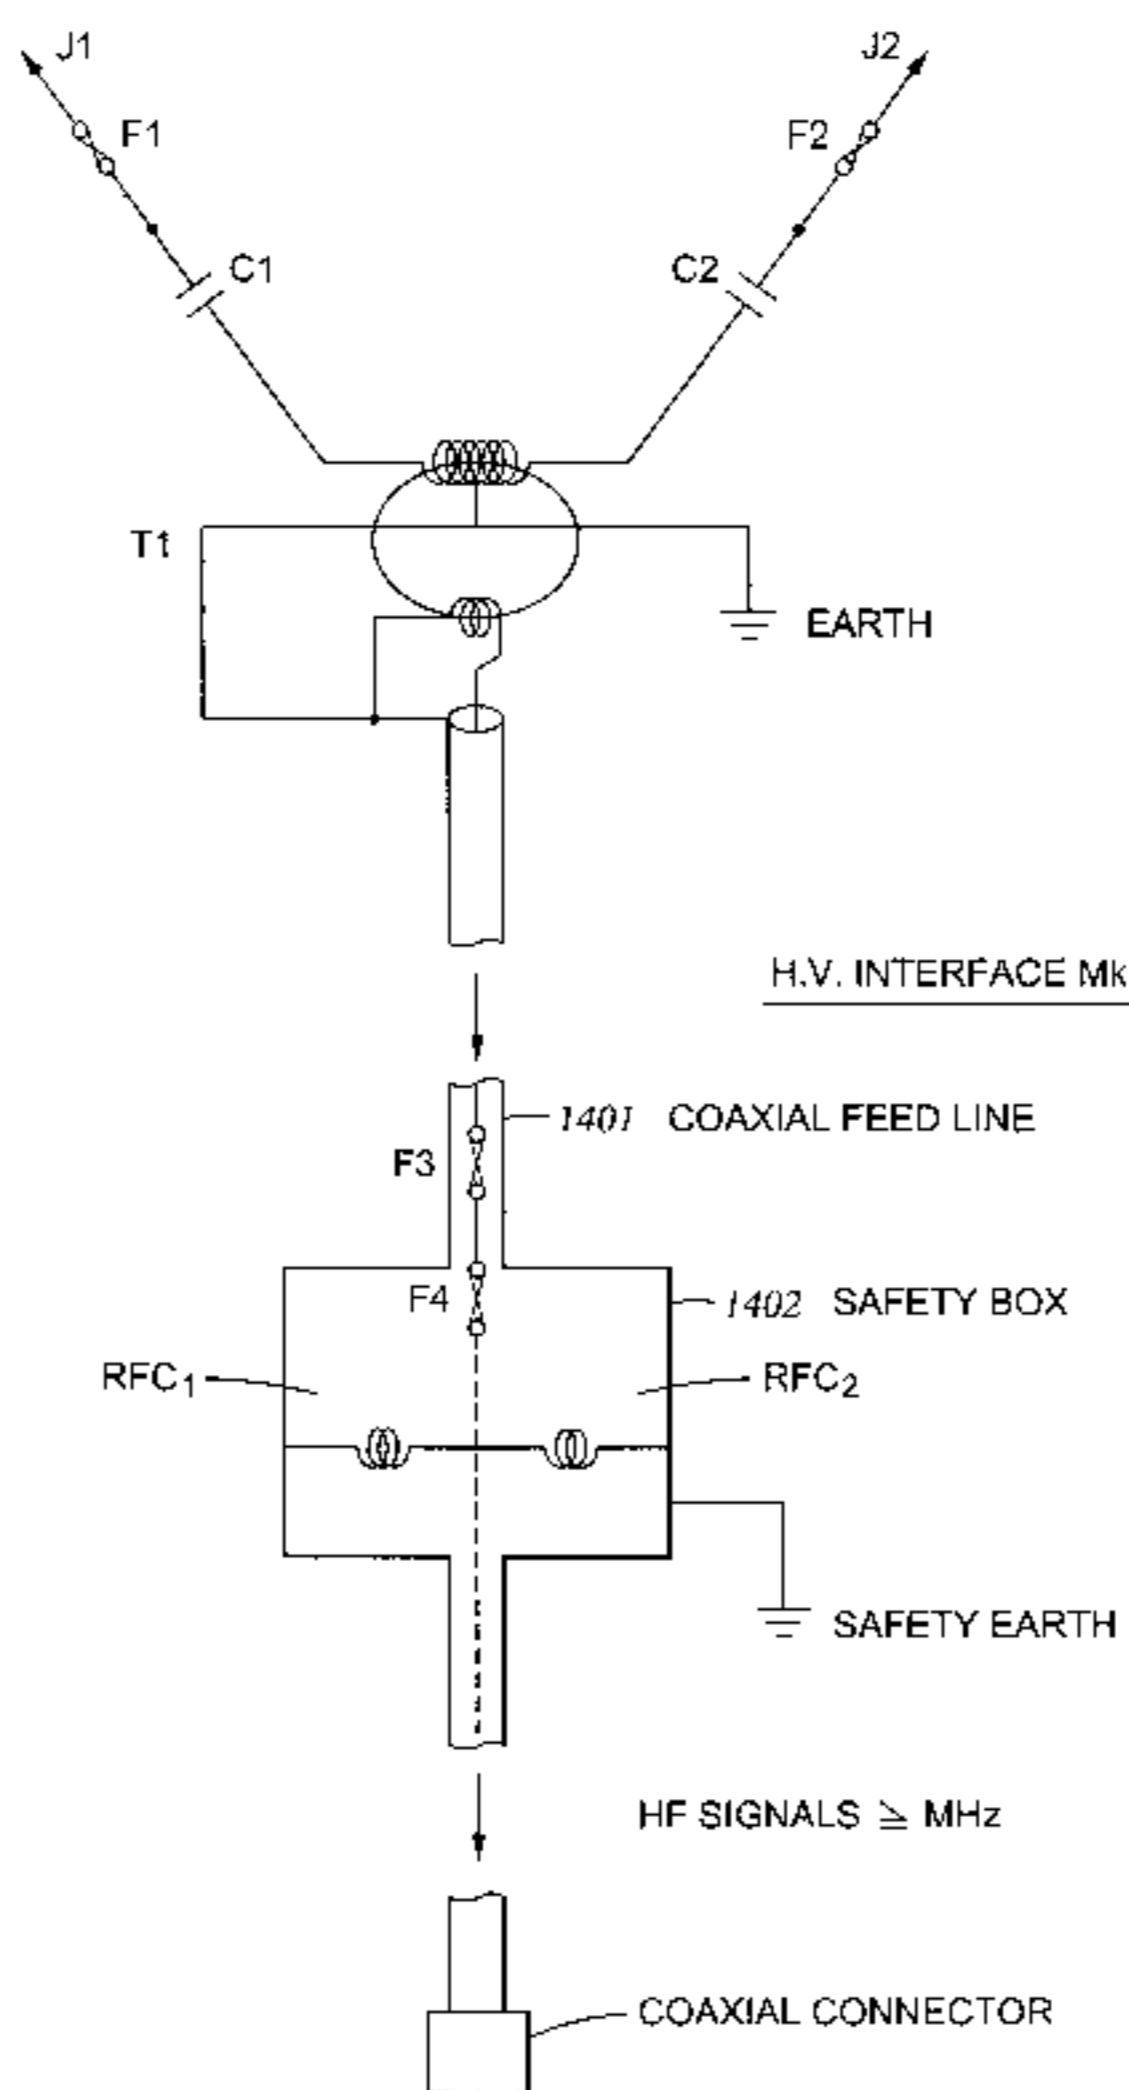 J1
J2
F1
F2
C1
C2
T1
EARTH
H.V. INTERFACE Mk
1401 COAXIAL FEED LINE
F3
F4
1402 SAFETY BOX
RFC1
RFC2
SAFETY EARTH
HF SIGNALS ≧ MHz
COAXIAL CONNECTOR